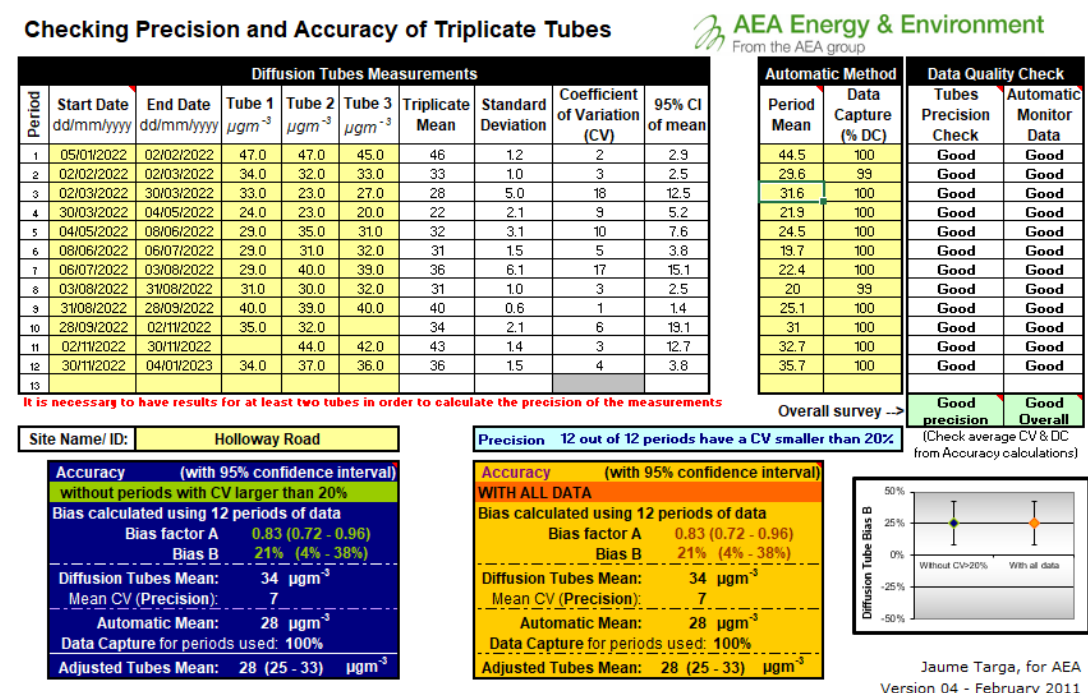 Checking Precision and Accuracy of Triplicate Tubes
AEA Energy & Environment
From the AEA group
Diffusion Tubes Measurements
Automatic Method
Data Quality Check
Period
Start Date dd/mm/yyyy
End Date dd/mm/yyyy
Tube 1 µgm⁻³
Tube 2 µgm⁻³
Tube 3 µgm⁻³
Triplicate Mean
Standard Deviation
Coefficient of Variation (CV)
95% CI of mean
Period Mean
Data Capture (% DC)
Tubes Precision Check
Automatic Monitor Data
1 05/01/2022 02/02/2022 47.0 47.0 45.0 46 1.2 2 2.9 44.5 100 Good Good
2 02/02/2022 02/03/2022 34.0 32.0 33.0 33 1.0 3 2.5 29.6 99 Good Good
3 02/03/2022 30/03/2022 33.0 23.0 27.0 28 5.0 18 12.5 31.6 100 Good Good
4 30/03/2022 04/05/2022 24.0 23.0 20.0 22 2.1 9 5.2 21.9 100 Good Good
5 04/05/2022 08/06/2022 29.0 35.0 31.0 32 3.1 10 7.6 24.5 100 Good Good
6 08/06/2022 06/07/2022 29.0 31.0 32.0 31 1.5 5 3.8 19.7 100 Good Good
7 06/07/2022 03/08/2022 29.0 40.0 39.0 36 6.1 17 15.1 22.4 100 Good Good
8 03/08/2022 31/08/2022 31.0 30.0 32.0 31 1.0 3 2.5 20 99 Good Good
9 31/08/2022 28/09/2022 40.0 39.0 40.0 40 0.6 1 1.4 25.1 100 Good Good
10 28/09/2022 02/11/2022 35.0 32.0 34 2.1 6 19.1 31 100 Good Good
11 02/11/2022 30/11/2022 44.0 42.0 43 1.4 3 12.7 32.7 100 Good Good
12 30/11/2022 04/01/2023 34.0 37.0 36.0 36 1.5 4 3.8 35.7 100 Good Good
13
It is necessary to have results for at least two tubes in order to calculate the precision of the measurements
Overall survey -->
Good precision
Good Overall
Site Name/ ID: Holloway Road
Precision 12 out of 12 periods have a CV smaller than 20%
(Check average CV & DC from Accuracy calculations)
Accuracy (with 95% confidence interval)
without periods with CV larger than 20%
Bias calculated using 12 periods of data
Bias factor A 0.83 (0.72 - 0.96)
Bias B 21% (4% - 38%)
Diffusion Tubes Mean: 34 µgm⁻³
Mean CV (Precision): 7
Automatic Mean: 28 µgm⁻³
Data Capture for periods used: 100%
Adjusted Tubes Mean: 28 (25 - 33) µgm⁻³
Accuracy (with 95% confidence interval)
WITH ALL DATA
Bias calculated using 12 periods of data
Bias factor A 0.83 (0.72 - 0.96)
Bias B 21% (4% - 38%)
Diffusion Tubes Mean: 34 µgm⁻³
Mean CV (Precision): 7
Automatic Mean: 28 µgm⁻³
Data Capture for periods used: 100%
Adjusted Tubes Mean: 28 (25 - 33) µgm⁻³
Diffusion Tube Bias B
50%
25%
0%
-25%
-50%
Without CV>20%
With all data
Jaume Targa, for AEA
Version 04 - February 2011